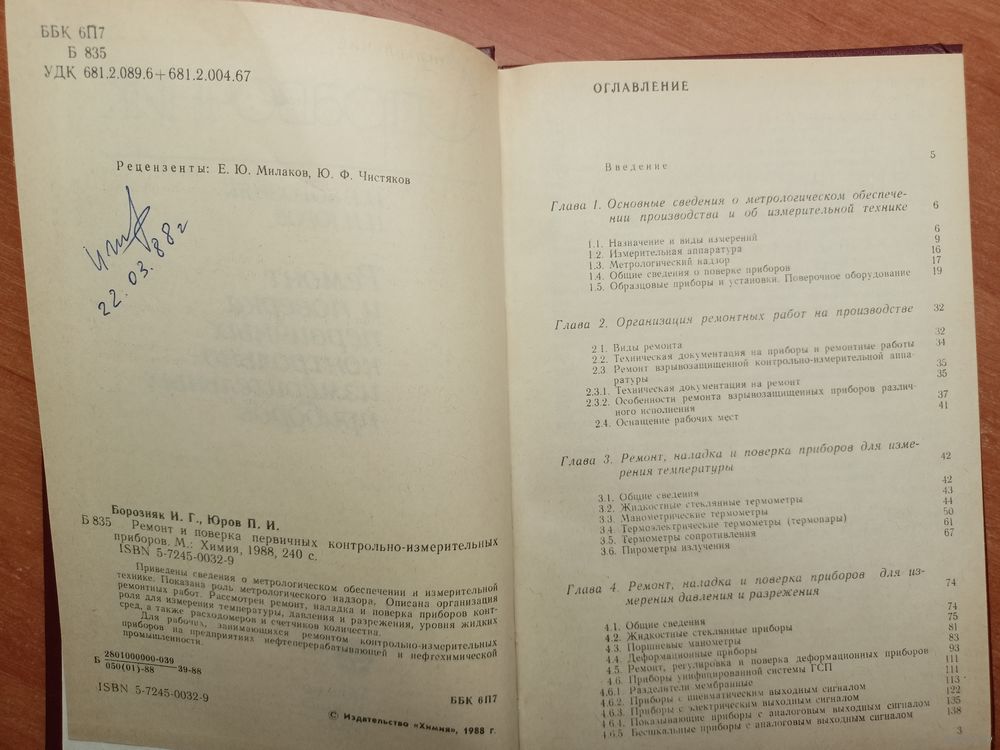 ББК 6П7
Б 835
УДК 681.2.089.6+681.2.004.67
Рецензенты: Е. Ю. Милаков, Ю. Ф. Чистяков
22.03.88г
Борозняк И. Г., Юров П. И.
Б 835 Ремонт и поверка первичных контрольно-измерительных
приборов. М.: Химия, 1988, 240 с.
ISBN 5-7245-0032-9
Приведены сведения о метрологическом обеспечении и измерительной
технике. Показана роль метрологического надзора. Описана организация
ремонтных работ. Рассмотрен ремонт, наладка и поверка приборов конт-
роля для измерения температуры, давления и разрежения, уровня жидких
сред, а также расходомеров и счетчиков количества.
Для рабочих, занимающихся ремонтом контрольно-измерительных
приборов на предприятиях нефтеперерабатывающей и нефтехимической
промышленности.
Б 2801000000-039
050(01)-88 39-88
ISBN 5-7245-0032-9
ББК 6П7
© Издательство «Химия», 1988 г.
ОГЛАВЛЕНИЕ
Введение 5
Глава 1. Основные сведения о метрологическом обеспече-
нии производства и об измерительной технике 6
1.1. Назначение и виды измерений 6
1.2. Измерительная аппаратура 9
1.3. Метрологический надзор 16
1.4. Общие сведения о поверке приборов 17
1.5. Образцовые приборы и установки. Поверочное оборудование 19
Глава 2. Организация ремонтных работ на производстве 32
2.1. Виды ремонта 32
2.2. Техническая документация на приборы и ремонтные работы 34
2.3. Ремонт взрывозащищенной контрольно-измерительной аппа-
ратуры 35
2.3.1. Техническая документация на ремонт 35
2.3.2. Особенности ремонта взрывозащищенных приборов различ-
ного исполнения 37
2.4. Оснащение рабочих мест 41
Глава 3. Ремонт, наладка и поверка приборов для изме-
рения температуры 42
3.1. Общие сведения 42
3.2. Жидкостные стеклянные термометры 43
3.3. Манометрические термометры 44
3.4. Термоэлектрические термометры (термопары) 50
3.5. Термометры сопротивления 61
3.6. Пирометры излучения 67
Глава 4. Ремонт, наладка и поверка приборов для из-
мерения давления и разрежения 74
4.1. Общие сведения 74
4.2. Жидкостные стеклянные приборы 75
4.3. Поршневые манометры 81
4.4. Деформационные приборы 83
4.5. Ремонт, регулировка и поверка деформационных приборов 93
4.6. Приборы унифицированной системы ГСП 111
4.6.1. Разделители мембранные 111
4.6.2. Приборы с пневматическим выходным сигналом 113
4.6.3. Приборы с электрическим выходным сигналом 122
4.6.4. Показывающие приборы с аналоговым выходным сигналом 135
4.6.5 Бесшкальные приборы с аналоговым выходным сигналом 138
3